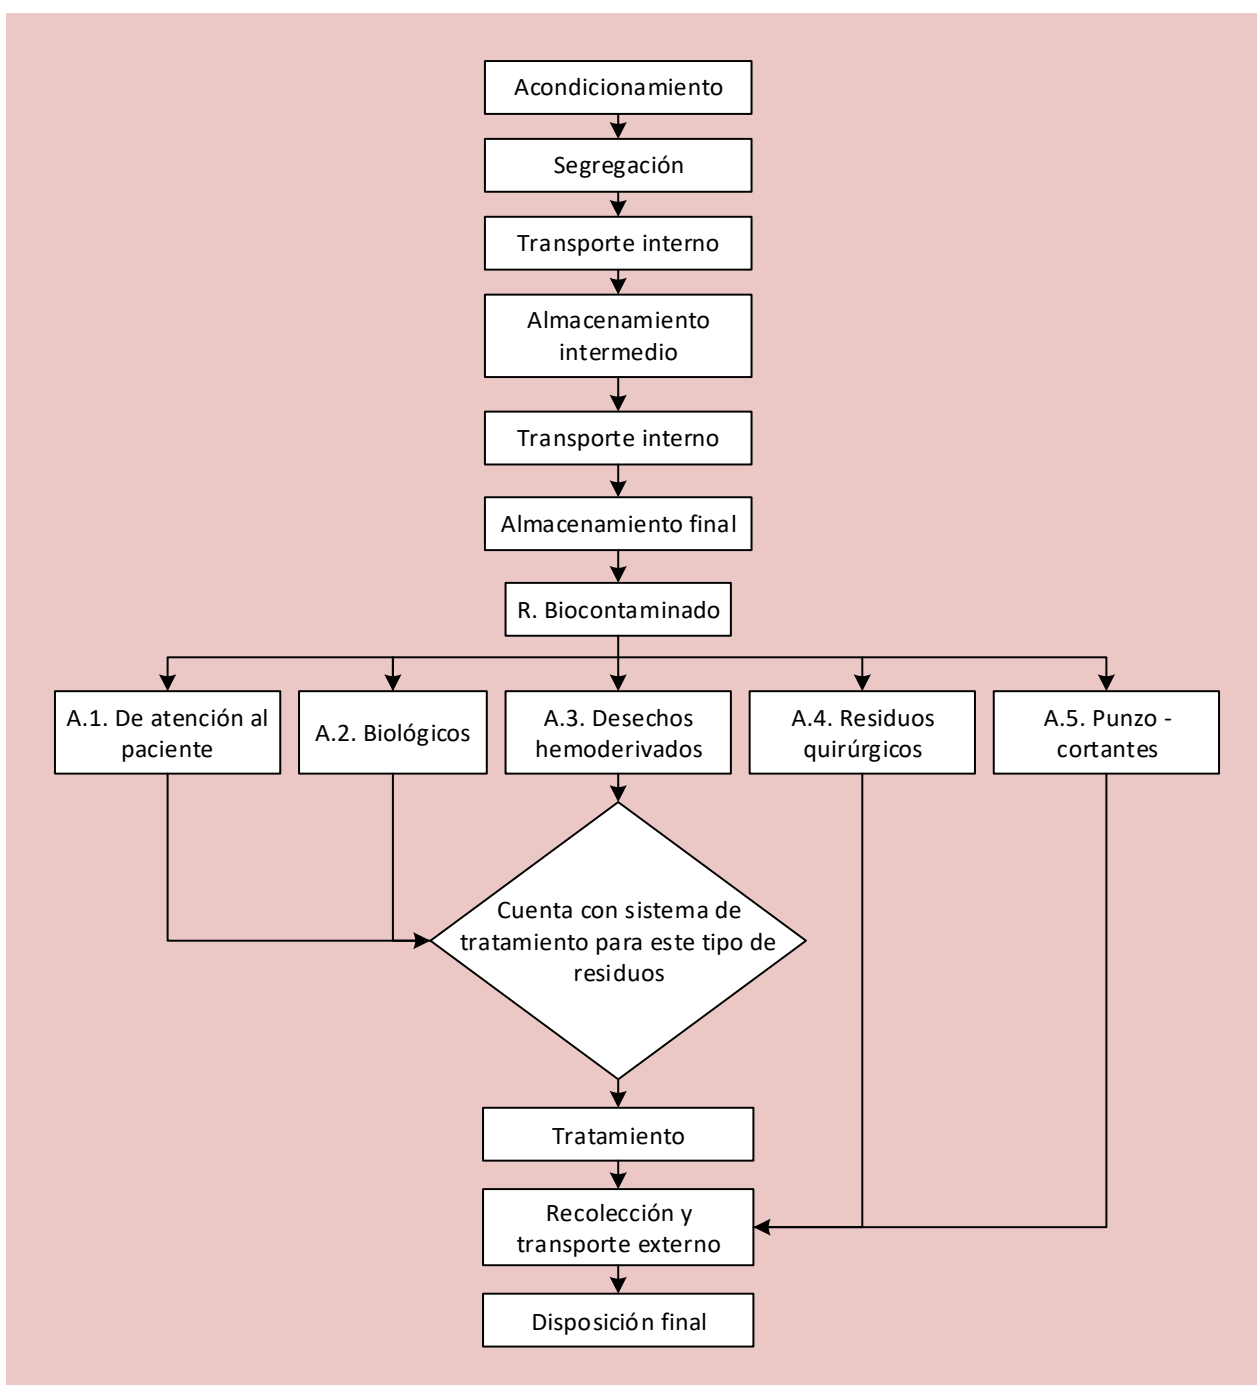 Acondicionamiento
Segregación
Transporte interno
Almacenamiento
intermedio
Transporte interno
Almacenamiento final
R. Biocontaminado
A.1. De atención al
paciente
A.2. Biológicos
A.3. Desechos
hemoderivados
A.4. Residuos
quirúrgicos
A.5. Punzo -
cortantes
Cuenta con sistema de
tratamiento para este tipo de
residuos
Tratamiento
Recolección y
transporte externo
Disposición final